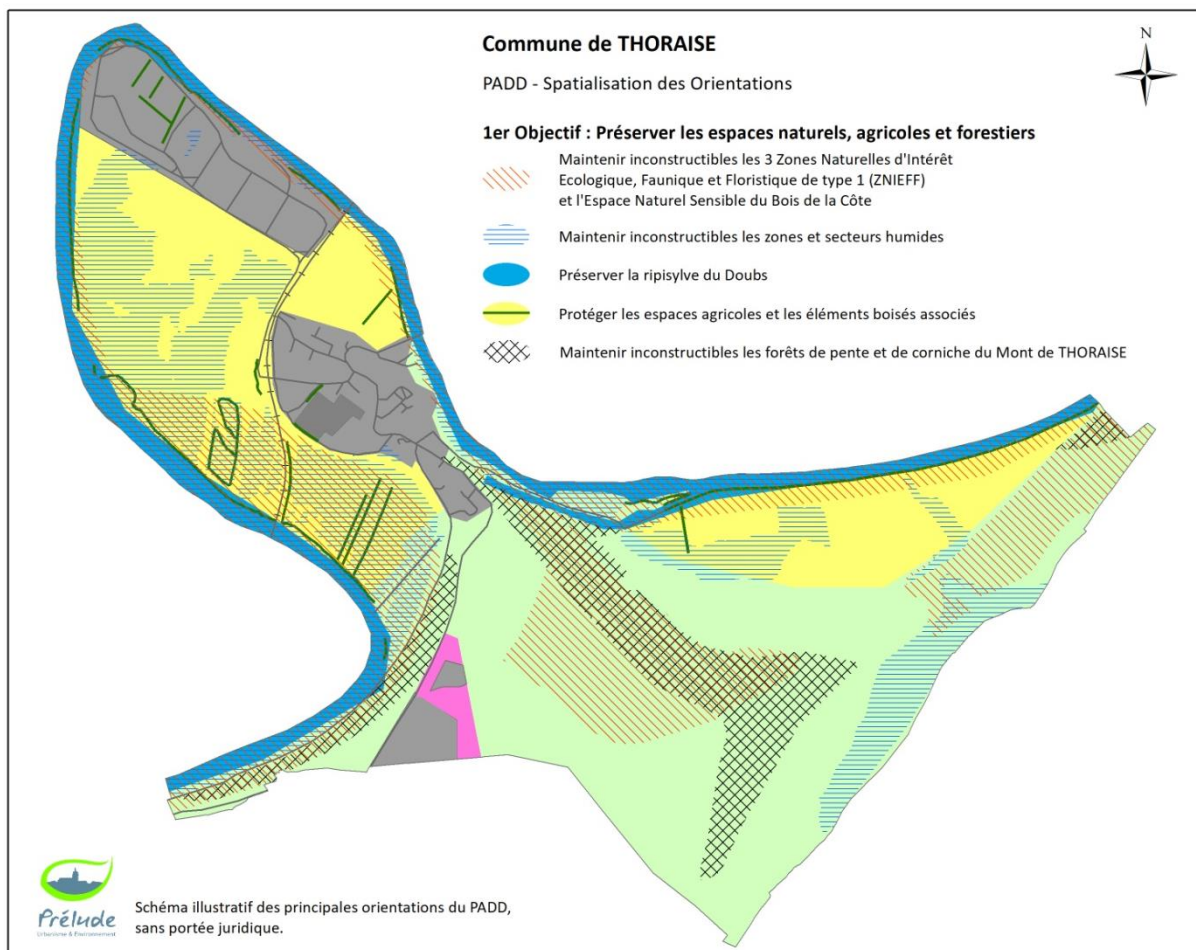 Commune de THORAISE
N
PADD - Spatialisation des Orientations
1er Objectif : Préserver les espaces naturels, agricoles et forestiers
Maintenir inconstructibles les 3 Zones Naturelles d'Intérêt
Ecologique, Faunique et Floristique de type 1 (ZNIEFF)
et l'Espace Naturel Sensible du Bois de la Côte
Maintenir inconstructibles les zones et secteurs humides
Préserver la ripisylve du Doubs
Protéger les espaces agricoles et les éléments boisés associés
Maintenir inconstructibles les forêts de pente et de corniche du Mont de THORAISE
Prélude
Urbanisme & Environnement
Schéma illustratif des principales orientations du PADD,
sans portée juridique.